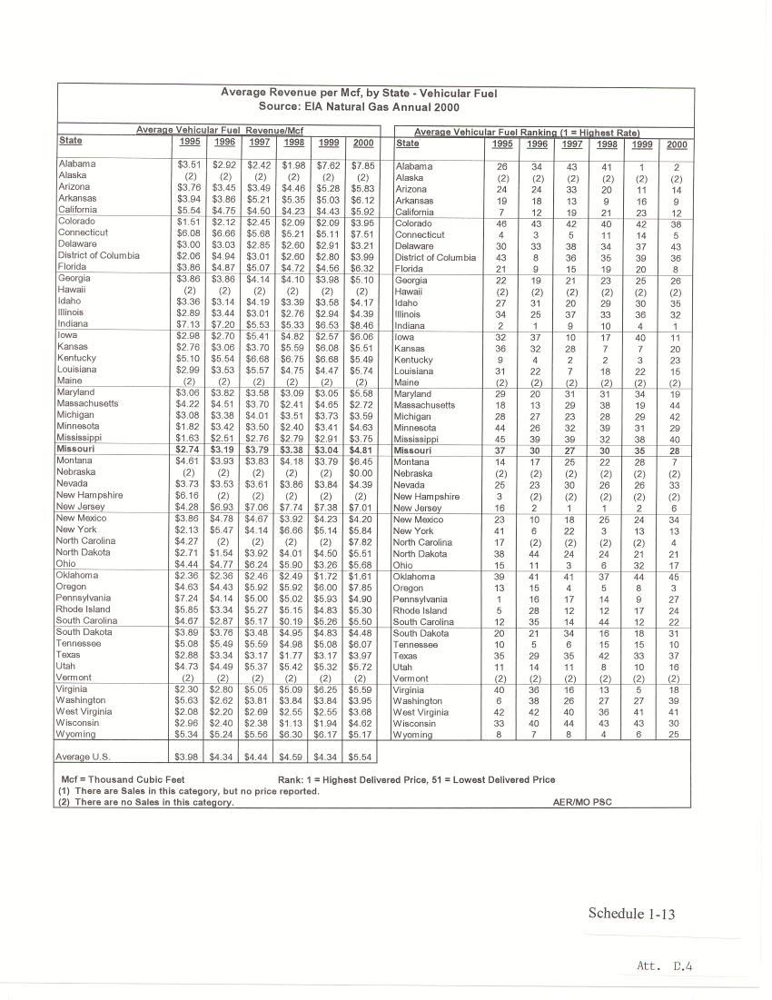 Average Revenue per Mcf, by State - Vehicular Fuel
Source: EIA Natural Gas Annual 2000
Average Vehicular Fuel Revenue/Mcf Average Vehicular Fuel Ranking (1 = Highest Rate)
State 1995 1996 1997 1998 1999 2000 State 1995 1996 1997 1998 1999 2000
Alabama $3.51 $2.92 $2.42 $1.98 $7.62 $7.85 Alabama 26 34 43 41 1 2
Alaska (2) (2) (2) (2) (2) (2) Alaska (2) (2) (2) (2) (2) (2)
Arizona $3.76 $3.45 $3.49 $4.46 $5.28 $5.83 Arizona 24 24 33 20 11 14
Arkansas $3.94 $3.86 $5.21 $5.35 $5.03 $6.12 Arkansas 19 18 13 9 16 9
California $5.54 $4.75 $4.50 $4.23 $4.43 $5.92 California 7 12 19 21 23 12
Colorado $1.51 $2.12 $2.45 $2.09 $2.09 $3.95 Colorado 46 43 42 40 42 38
Connecticut $6.08 $6.66 $5.68 $5.21 $5.11 $7.51 Connecticut 4 3 5 11 14 5
Delaware $3.00 $3.03 $2.85 $2.60 $2.91 $3.21 Delaware 30 33 38 34 37 43
District of Columbia $2.06 $4.94 $3.01 $2.60 $2.80 $3.99 District of Columbia 43 8 36 35 39 36
Florida $3.86 $4.87 $5.07 $4.72 $4.56 $6.32 Florida 21 9 15 19 20 8
Georgia $3.86 $3.86 $4.14 $4.10 $3.98 $5.10 Georgia 22 19 21 23 25 26
Hawaii (2) (2) (2) (2) (2) (2) Hawaii (2) (2) (2) (2) (2) (2)
Idaho $3.36 $3.14 $4.19 $3.39 $3.58 $4.17 Idaho 27 31 20 29 30 35
Illinois $2.89 $3.44 $3.01 $2.76 $2.94 $4.39 Illinois 34 25 37 33 36 32
Indiana $7.13 $7.20 $5.53 $5.33 $6.53 $8.46 Indiana 2 1 9 10 4 1
Iowa $2.98 $2.70 $5.41 $4.82 $2.57 $6.06 Iowa 32 37 10 17 40 11
Kansas $2.76 $3.06 $3.70 $5.59 $6.08 $5.51 Kansas 36 32 28 7 7 20
Kentucky $5.10 $5.54 $6.68 $6.75 $6.68 $5.49 Kentucky 9 4 2 2 3 23
Louisiana $2.99 $3.53 $5.57 $4.75 $4.47 $5.74 Louisiana 31 22 7 18 22 15
Maine (2) (2) (2) (2) (2) (2) Maine (2) (2) (2) (2) (2) (2)
Maryland $3.06 $3.82 $3.58 $3.09 $3.05 $5.58 Maryland 29 20 31 31 34 19
Massachusetts $4.22 $4.51 $3.70 $2.41 $4.65 $2.72 Massachusetts 18 13 29 38 19 44
Michigan $3.08 $3.38 $4.01 $3.51 $3.73 $3.59 Michigan 28 27 23 28 29 42
Minnesota $1.82 $3.42 $3.50 $2.40 $3.41 $4.63 Minnesota 44 26 32 39 31 29
Mississippi $1.63 $2.51 $2.76 $2.79 $2.91 $3.75 Mississippi 45 39 39 32 38 40
Missouri $2.74 $3.19 $3.79 $3.38 $3.04 $4.81 Missouri 37 30 27 30 35 28
Montana $4.61 $3.93 $3.83 $4.18 $3.79 $6.45 Montana 14 17 25 22 28 7
Nebraska (2) (2) (2) (2) (2) $0.00 Nebraska (2) (2) (2) (2) (2) (2)
Nevada $3.73 $3.53 $3.61 $3.86 $3.84 $4.39 Nevada 25 23 30 26 26 33
New Hampshire $6.16 (2) (2) (2) (2) (2) New Hampshire 3 (2) (2) (2) (2) (2)
New Jersey $4.28 $6.93 $7.06 $7.74 $7.38 $7.01 New Jersey 16 2 1 1 2 6
New Mexico $3.86 $4.78 $4.67 $3.92 $4.23 $4.20 New Mexico 23 10 18 25 24 34
New York $2.13 $5.47 $4.14 $6.66 $5.14 $5.84 New York 41 6 22 3 13 13
North Carolina $4.27 (2) (2) (2) (2) $7.82 North Carolina 17 (2) (2) (2) (2) 4
North Dakota $2.71 $1.54 $3.92 $4.01 $4.50 $5.51 North Dakota 38 44 24 24 21 21
Ohio $4.44 $4.77 $6.24 $5.90 $3.26 $5.68 Ohio 15 11 3 6 32 17
Oklahoma $2.36 $2.36 $2.46 $2.49 $1.72 $1.61 Oklahoma 39 41 41 37 44 45
Oregon $4.63 $4.43 $5.92 $5.92 $6.00 $7.85 Oregon 13 15 4 5 8 3
Pennsylvania $7.24 $4.14 $5.00 $5.02 $5.93 $4.90 Pennsylvania 1 16 17 14 9 27
Rhode Island $5.85 $3.34 $5.27 $5.15 $4.83 $5.30 Rhode Island 5 28 12 12 17 24
South Carolina $4.67 $2.87 $5.17 $0.19 $5.26 $5.50 South Carolina 12 35 14 44 12 22
South Dakota $3.89 $3.76 $3.48 $4.95 $4.83 $4.48 South Dakota 20 21 34 16 18 31
Tennessee $5.08 $5.49 $5.59 $4.98 $5.08 $6.07 Tennessee 10 5 6 15 15 10
Texas $2.88 $3.34 $3.17 $1.77 $3.17 $3.97 Texas 35 29 35 42 33 37
Utah $4.73 $4.49 $5.37 $5.42 $5.32 $5.72 Utah 11 14 11 8 10 16
Vermont (2) (2) (2) (2) (2) (2) Vermont (2) (2) (2) (2) (2) (2)
Virginia $2.30 $2.80 $5.05 $5.09 $6.25 $5.59 Virginia 40 36 16 13 5 18
Washington $5.63 $2.62 $3.81 $3.84 $3.84 $3.95 Washington 6 38 26 27 27 39
West Virginia $2.08 $2.20 $2.69 $2.55 $2.55 $3.68 West Virginia 42 42 40 36 41 41
Wisconsin $2.96 $2.40 $2.38 $1.13 $1.94 $4.62 Wisconsin 33 40 44 43 43 30
Wyoming $5.34 $5.24 $5.56 $6.30 $6.17 $5.17 Wyoming 8 7 8 4 6 25
Average U.S. $3.98 $4.34 $4.44 $4.59 $4.34 $5.54
Mcf = Thousand Cubic Feet Rank: 1 = Highest Delivered Price, 51 = Lowest Delivered Price
(1) There are Sales in this category, but no price reported.
(2) There are no Sales in this category. AER/MO PSC
Schedule 1-13
Att. D.4